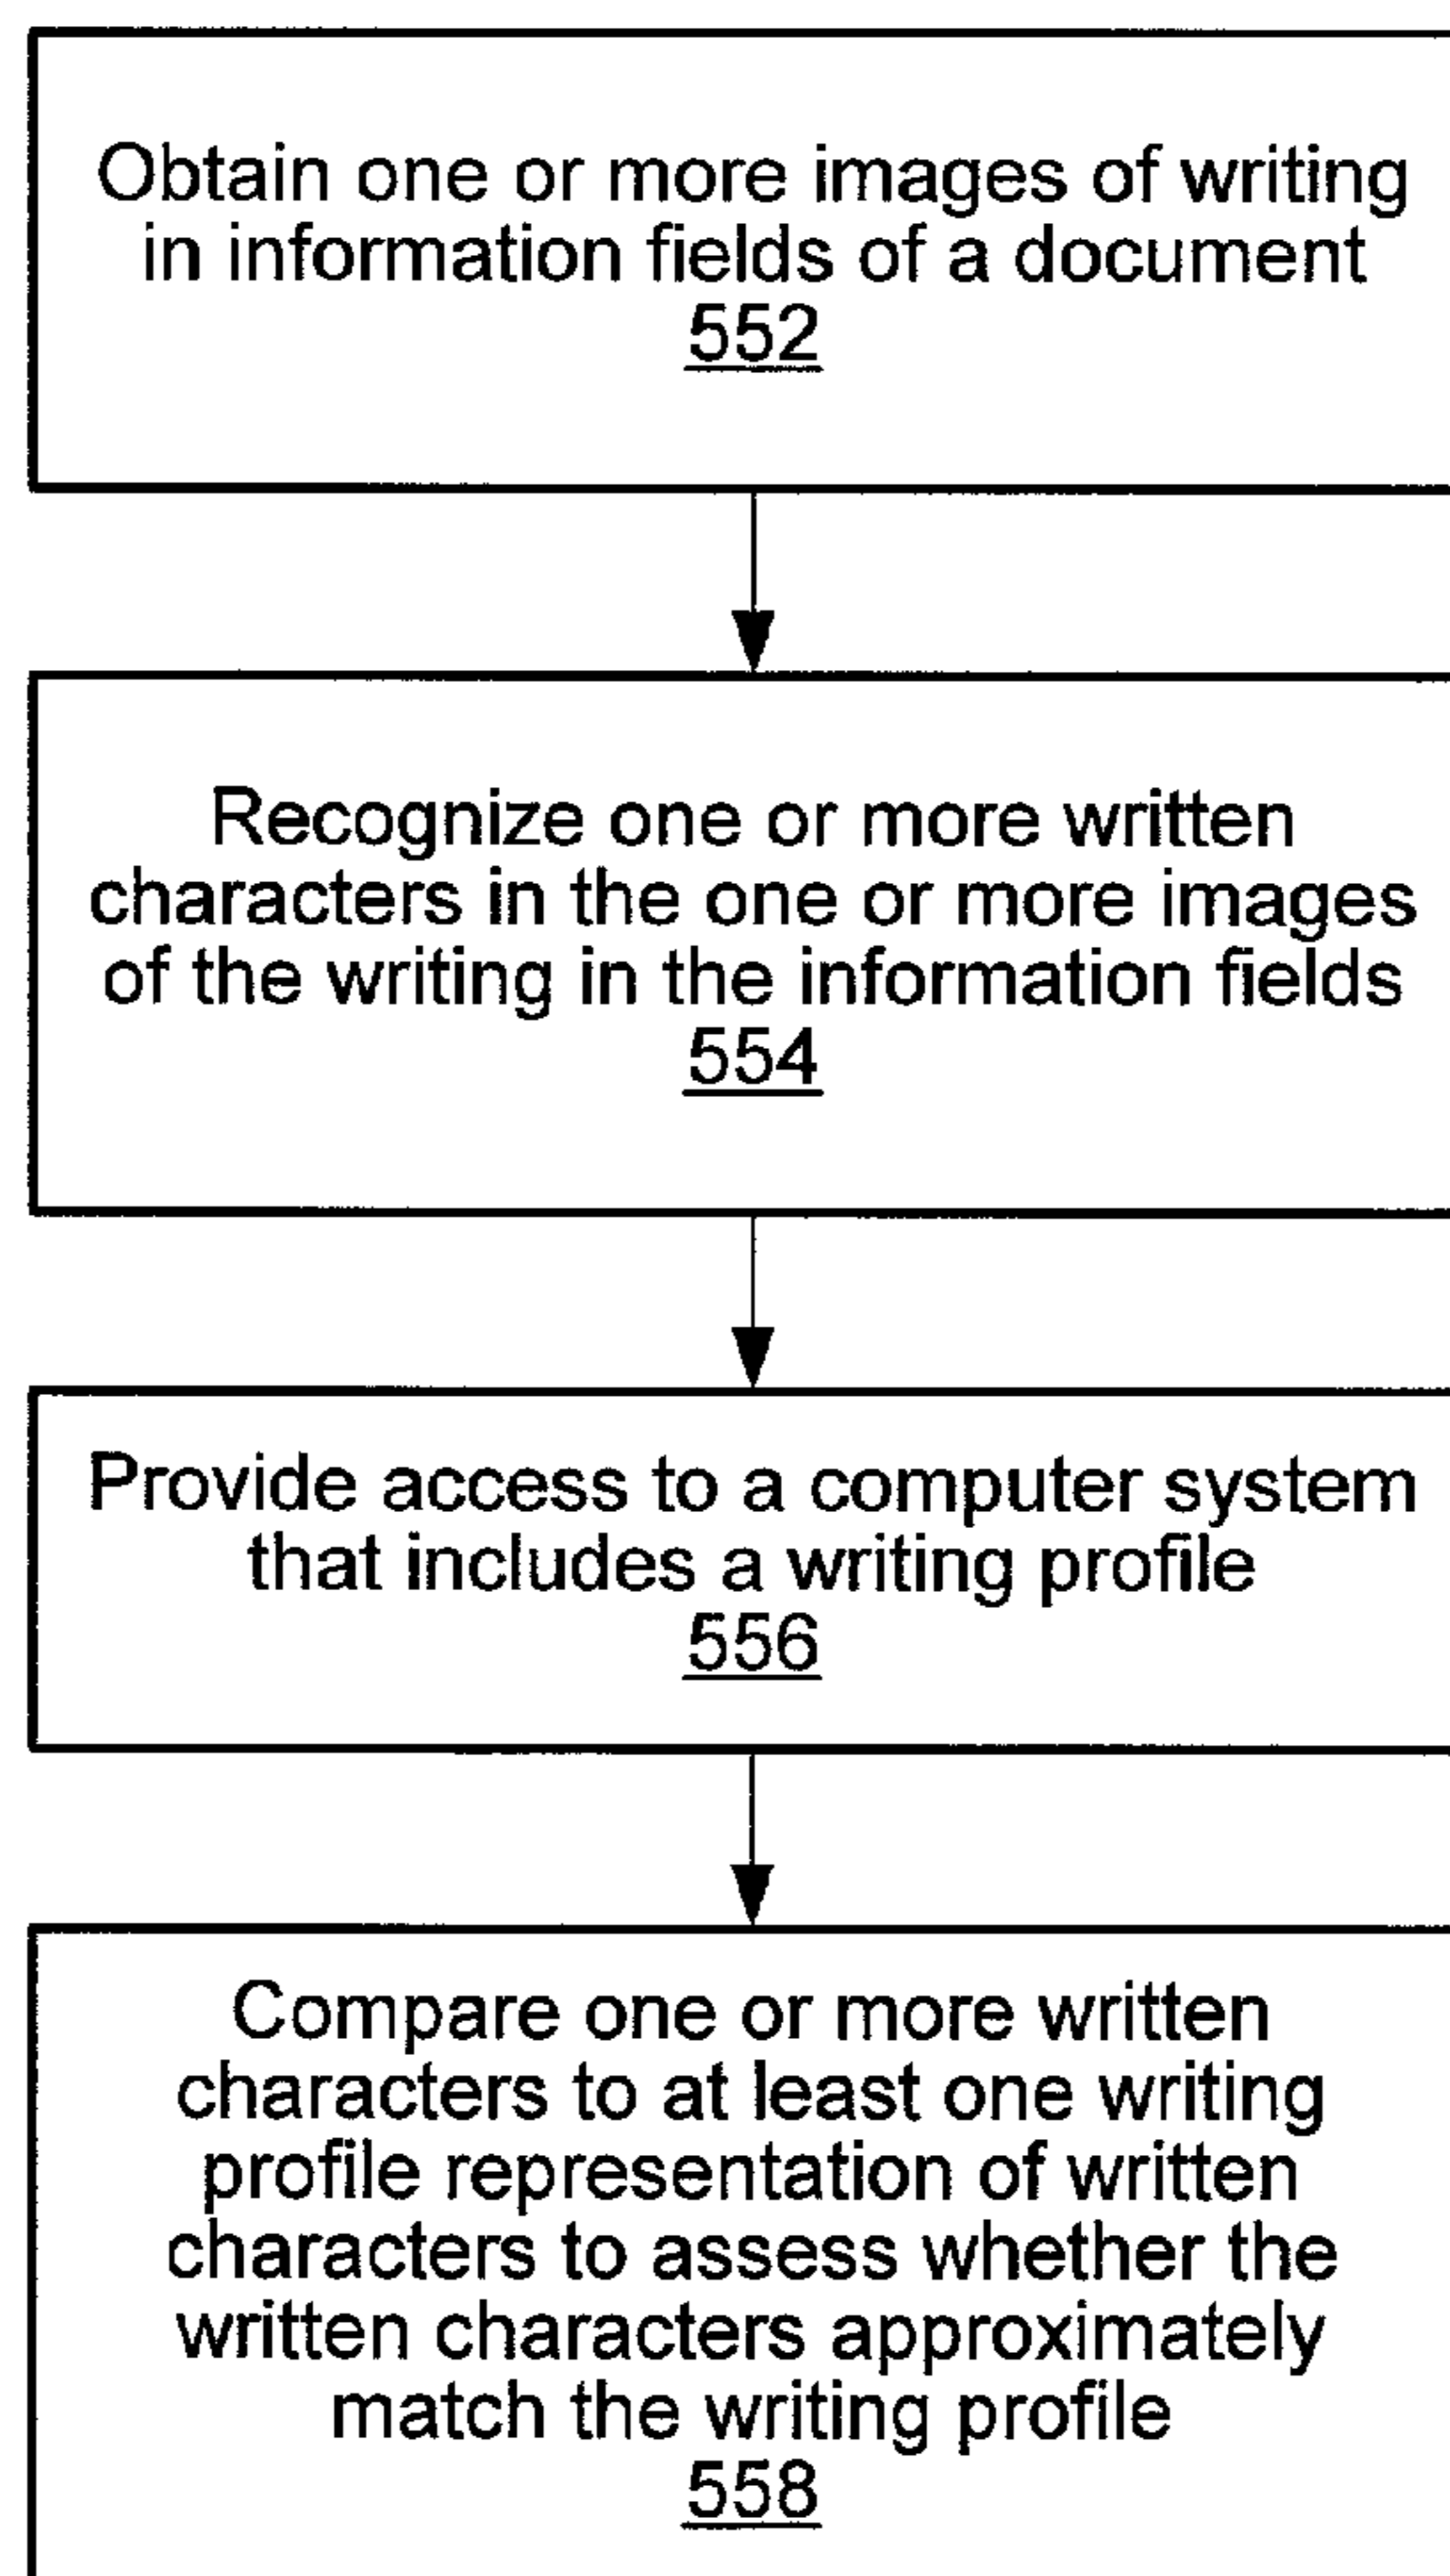 Obtain one or more images of writing
in information fields of a document
552
Recognize one or more written
characters in the one or more images
of the writing in the information fields
554
Provide access to a computer system
that includes a writing profile
556
Compare one or more written
characters to at least one writing
profile representation of written
characters to assess whether the
written characters approximately
match the writing profile
558